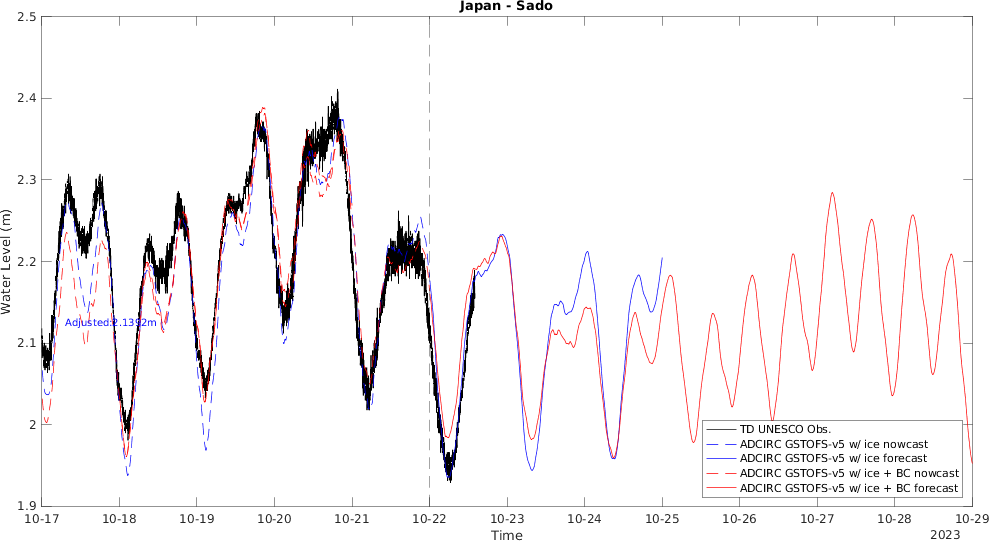 Japan - Sado
Water Level (m)
2.5
2.4
2.3
2.2
2.1
2
1.9
Adjusted:2.1392m
TD UNESCO Obs.
ADCIRC GSTOFS-v5 w/ ice nowcast
ADCIRC GSTOFS-v5 w/ ice forecast
ADCIRC GSTOFS-v5 w/ ice + BC nowcast
ADCIRC GSTOFS-v5 w/ ice + BC forecast
10-17 10-18 10-19 10-20 10-21 10-22 10-23 10-24 10-25 10-26 10-27 10-28 10-29
Time
2023